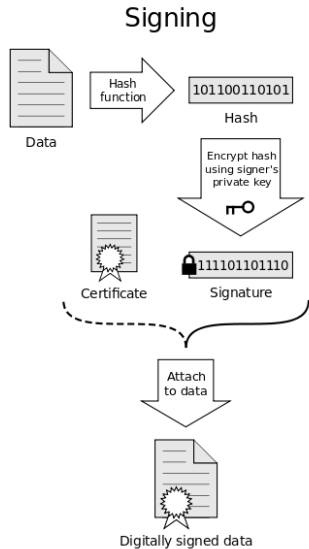 Signing
Hash
function
101100110101
Data
Hash
Encrypt hash
using signer's
private key
111101101110
Certificate
Signature
Attach
to data
Digitally signed data